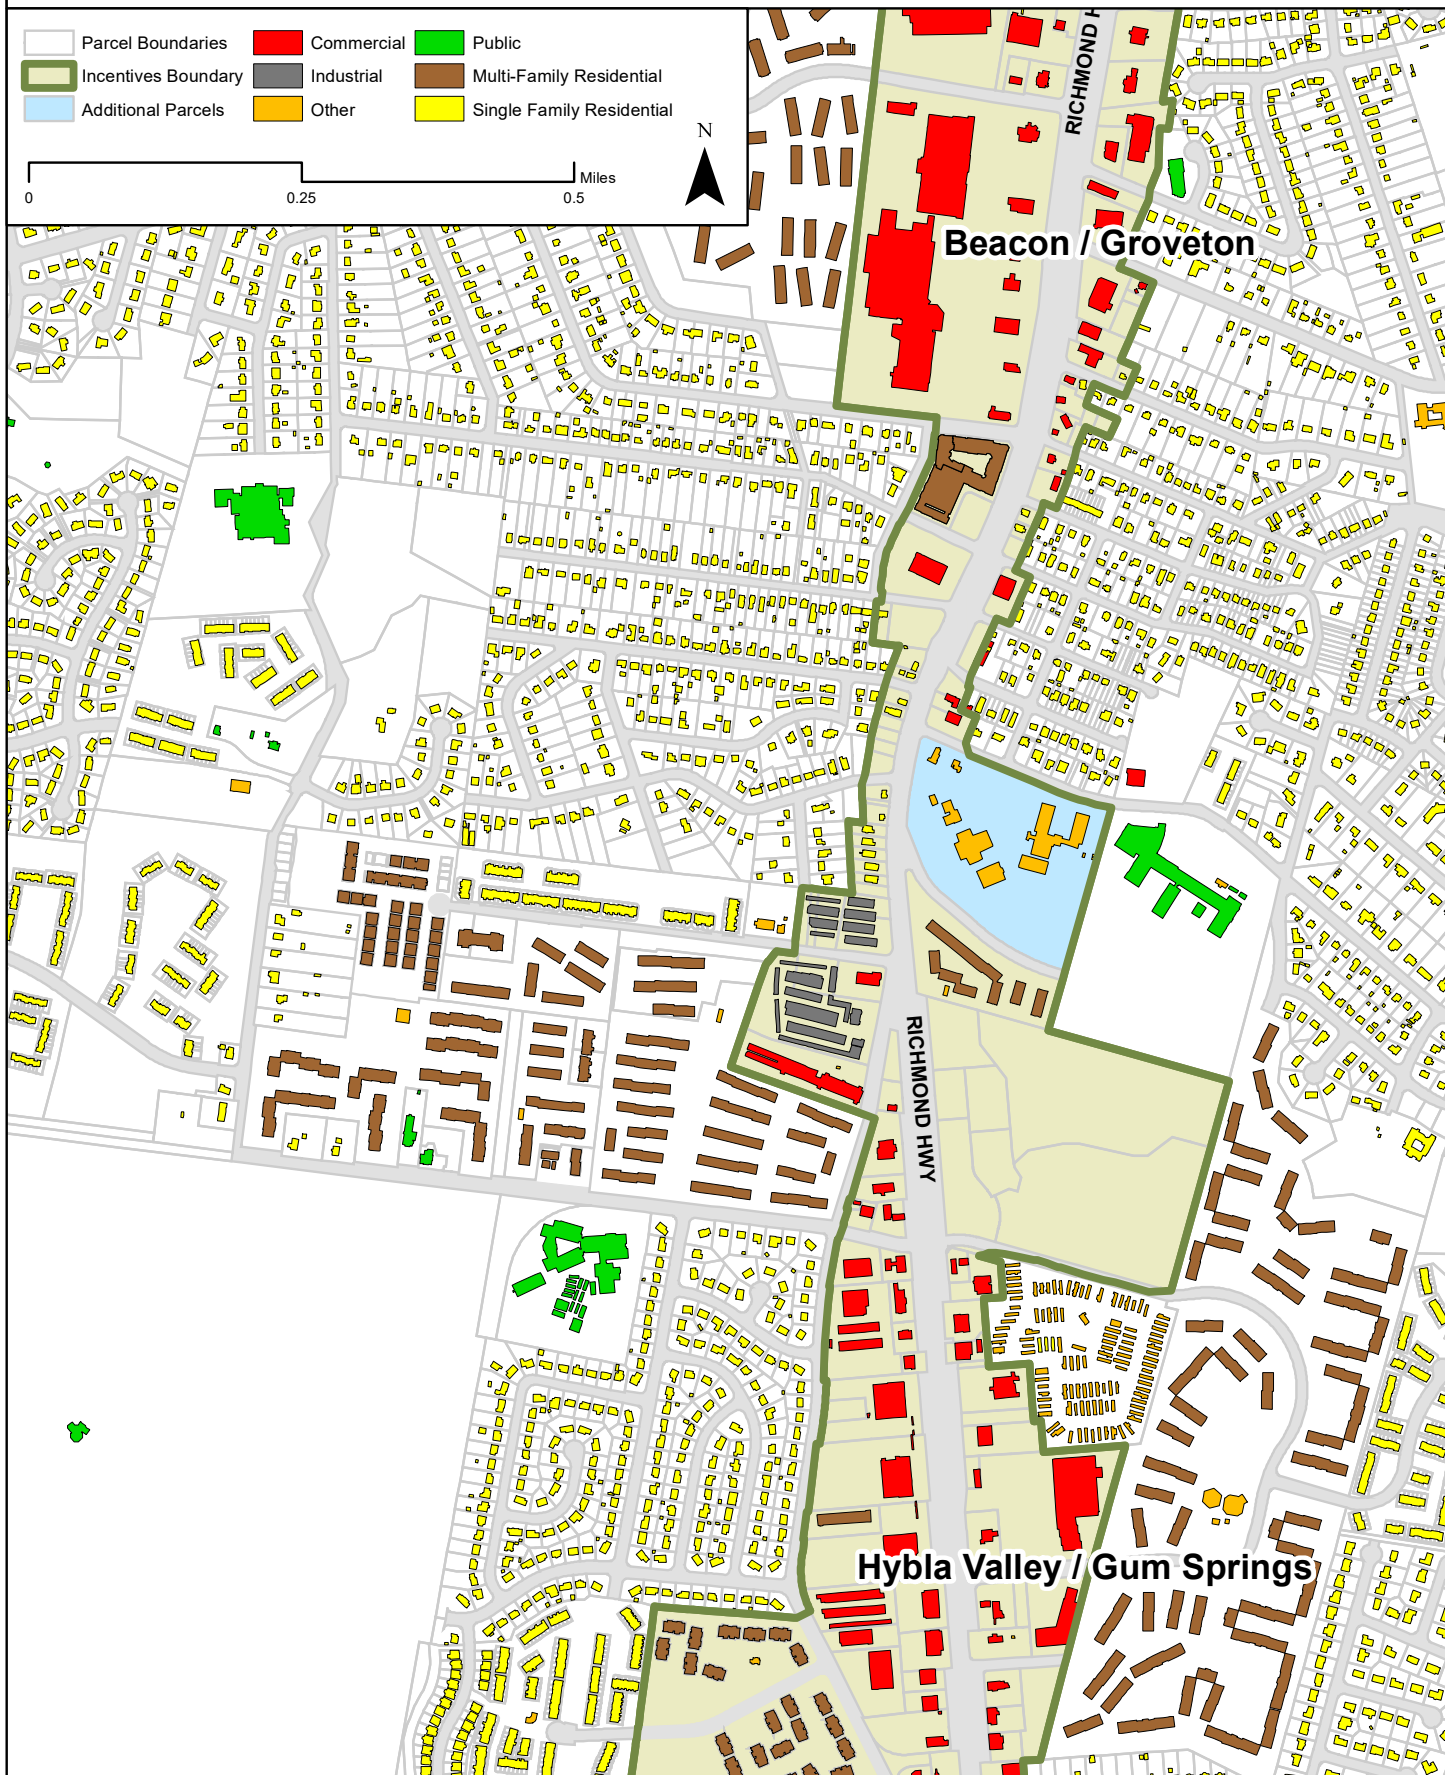 Parcel Boundaries Commercial Public
Incentives Boundary Industrial Multi-Family Residential
Additional Parcels Other Single Family Residential
N
Miles
0 0.25 0.5
RICHMOND H
Beacon / Groveton
RICHMOND HWY
Hybla Valley / Gum Springs